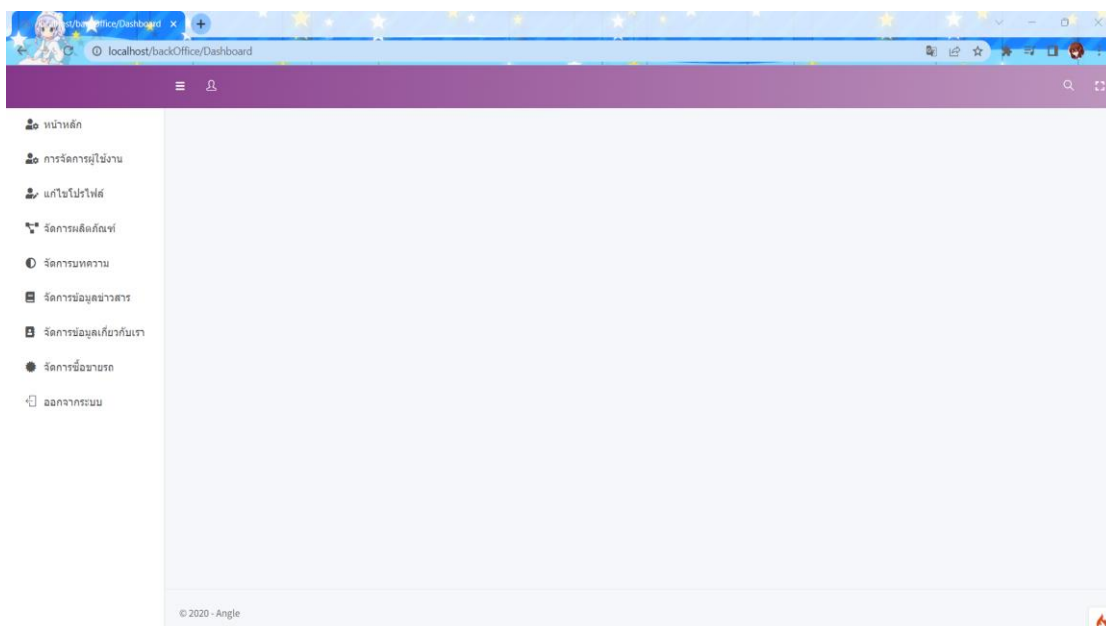 localhost/backOffice/Dashboard
หน้าหลัก
การจัดการผู้ใช้งาน
แก้ไขโปรไฟล์
จัดการผลิตภัณฑ์
จัดการบทความ
จัดการข้อมูลข่าวสาร
จัดการข้อมูลเกี่ยวกับเรา
จัดการซื้อขายรถ
ออกจากระบบ
© 2020 - Angle